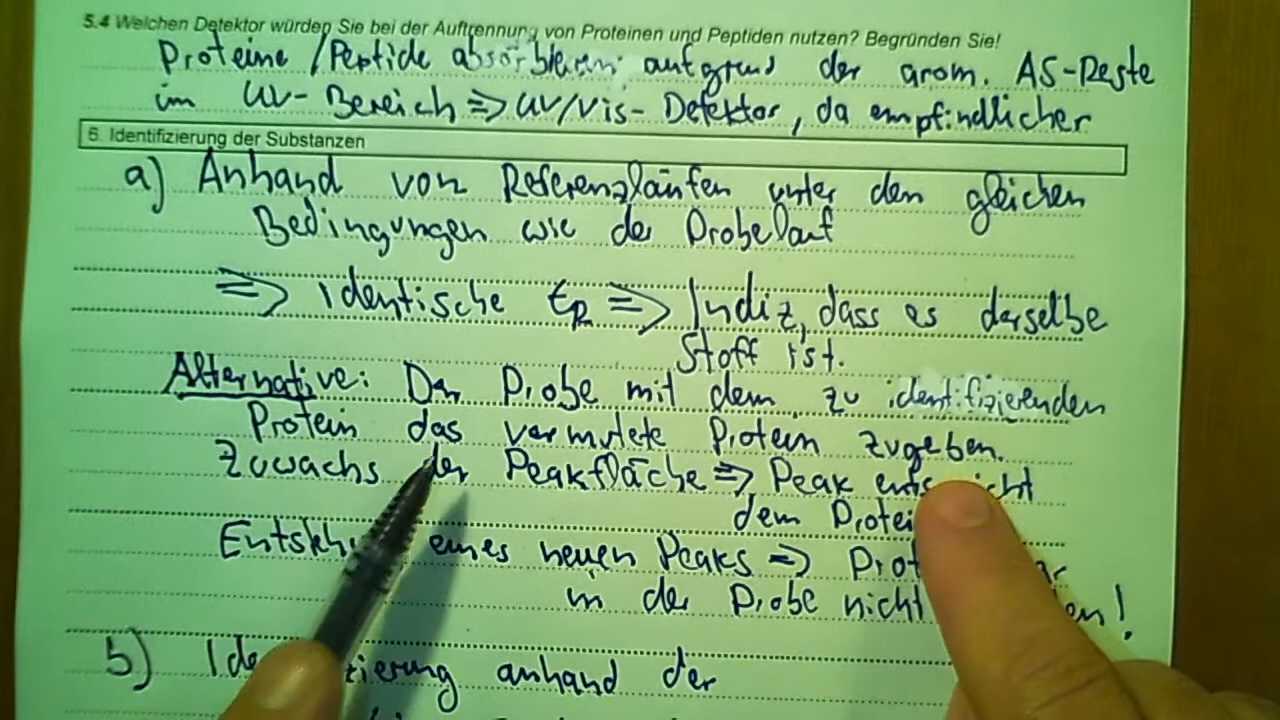 5.4 Welchen Detektor würden Sie bei der Auftrennung von Proteinen und Peptiden nutzen? Begründen Sie!
Proteine / Peptide absorbieren aufgrund der arom. AS-Reste
im UV-Bereich => UV/Vis-Detektor, da empfindlicher
6. Identifizierung der Substanzen
a) Anhand von Referenzläufen unter den gleichen
Bedingungen wie der Probelauf
=> identische tR => Indiz, dass es derselbe
Stoff ist.
Alternative: Der Probe mit dem zu identifizierenden
Protein das vermutete Protein zugeben.
Zuwachs der Peakfläche => Peak
dem
eines neuen Peaks =>
in der Probe nicht
b) anhand der